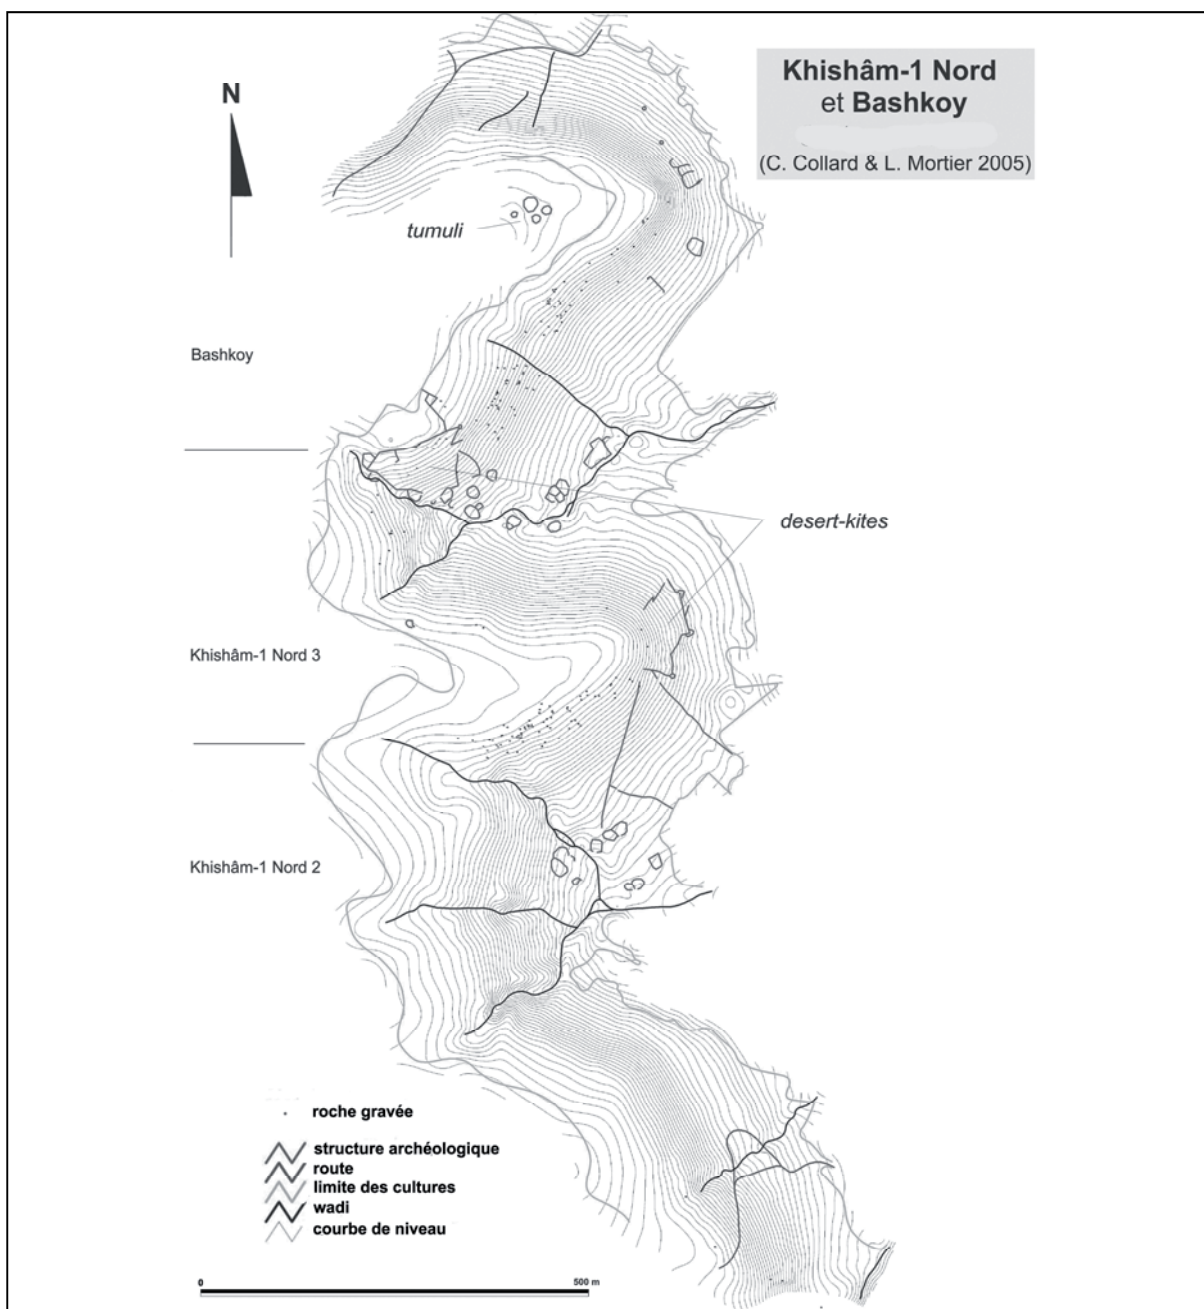 Khishâm-1 Nord
et Bashkoy
(C. Collard & L. Mortier 2005)
N
tumuli
Bashkoy
desert-kites
Khishâm-1 Nord 3
Khishâm-1 Nord 2
roche gravée
structure archéologique
route
limite des cultures
wadi
courbe de niveau
0
500 m